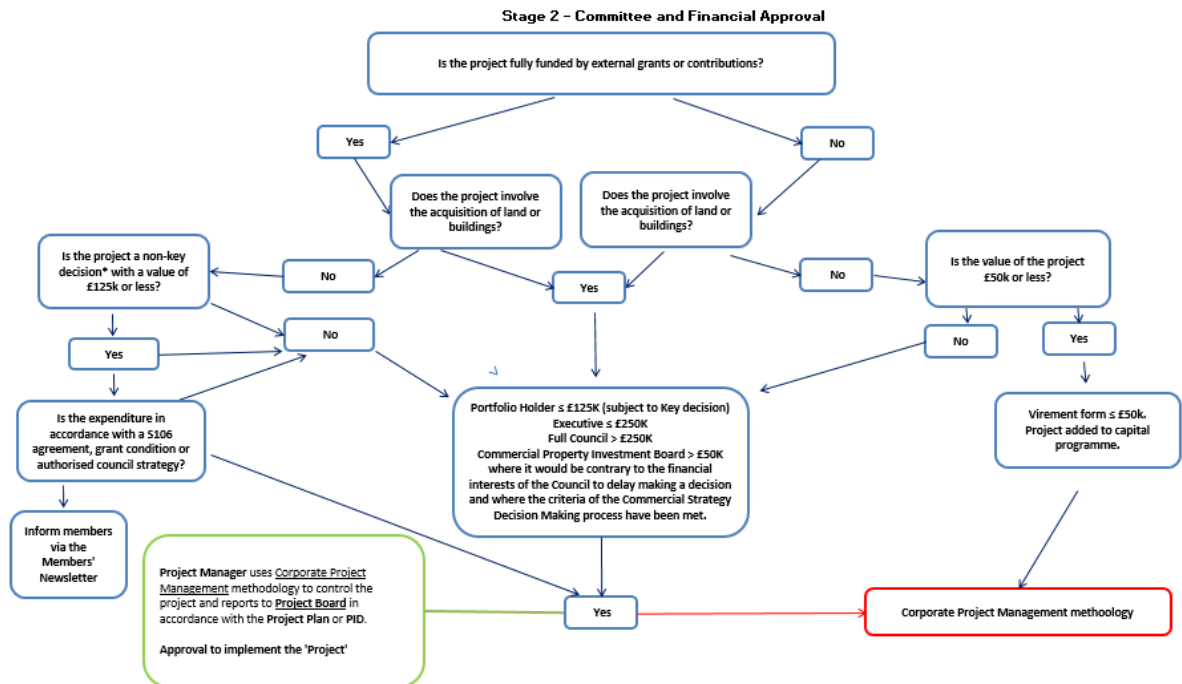 Stage 2 – Committee and Financial Approval
Is the project fully funded by external grants or contributions?
Yes
No
Does the project involve
the acquisition of land or
buildings?
Does the project involve
the acquisition of land or
buildings?
Is the project a non-key
decision* with a value of
£125k or less?
No
Yes
No
Is the value of the project
£50k or less?
Yes
No
No
Yes
Is the expenditure in
accordance with a S106
agreement, grant condition or
authorised council strategy?
Portfolio Holder ≤ £125K (subject to Key decision)
Executive ≤ £250K
Full Council > £250K
Commercial Property Investment Board > £50K
where it would be contrary to the financial
interests of the Council to delay making a decision
and where the criteria of the Commercial Strategy
Decision Making process have been met.
Virement form ≤ £50k.
Project added to capital
programme.
Inform members
via the
Members'
Newsletter
Project Manager uses Corporate Project
Management methodology to control the
project and reports to Project Board in
accordance with the Project Plan or PID.
Approval to implement the 'Project'
Yes
Corporate Project Management methoology